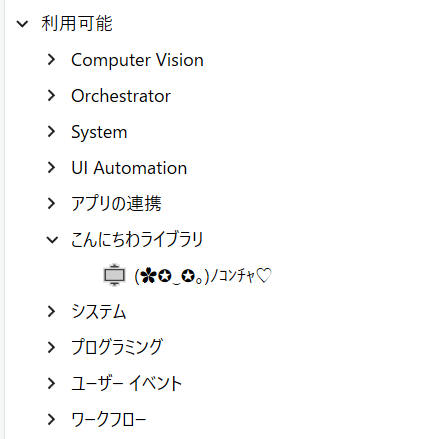 利用可能
Computer Vision
Orchestrator
System
UI Automation
アプリの連携
こんにちわライブラリ
(✽✪‿✪｡)ﾉｺﾝﾁｬ♡
システム
プログラミング
ユーザー イベント
ワークフロー